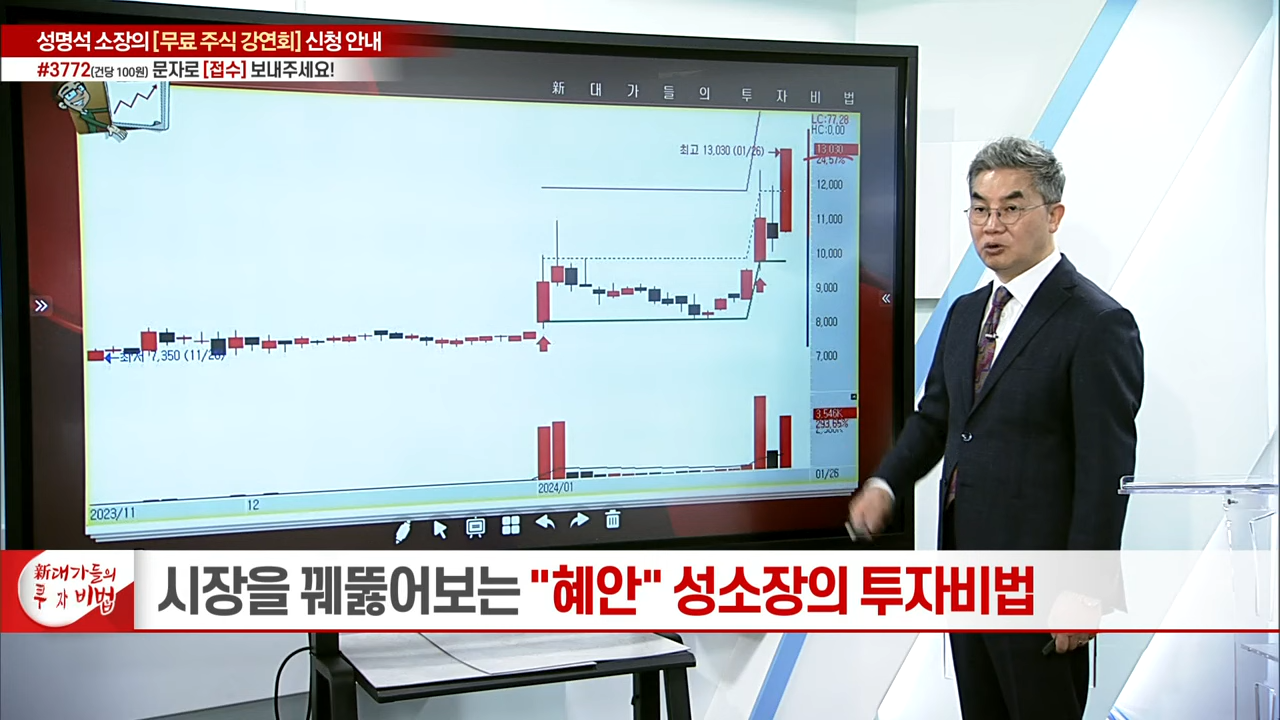 성명석 소장의 [무료 주식 강연회] 신청 안내
#3772(건당 100원) 문자로 [접수] 보내주세요!
新 대 가 들 의 투 자 비 법
LC:77.28
HC:0.00
최고 13,030 (01/26)
13,030
24.57%
12,000
11,000
10,000
9,000
8,000
7,000
최저 7,350 (11/20)
3,546K
293.65%
01/26
2023/11
12
2024/01
新대가들의
투 자 비법
시장을 꿰뚫어보는 "혜안" 성소장의 투자비법